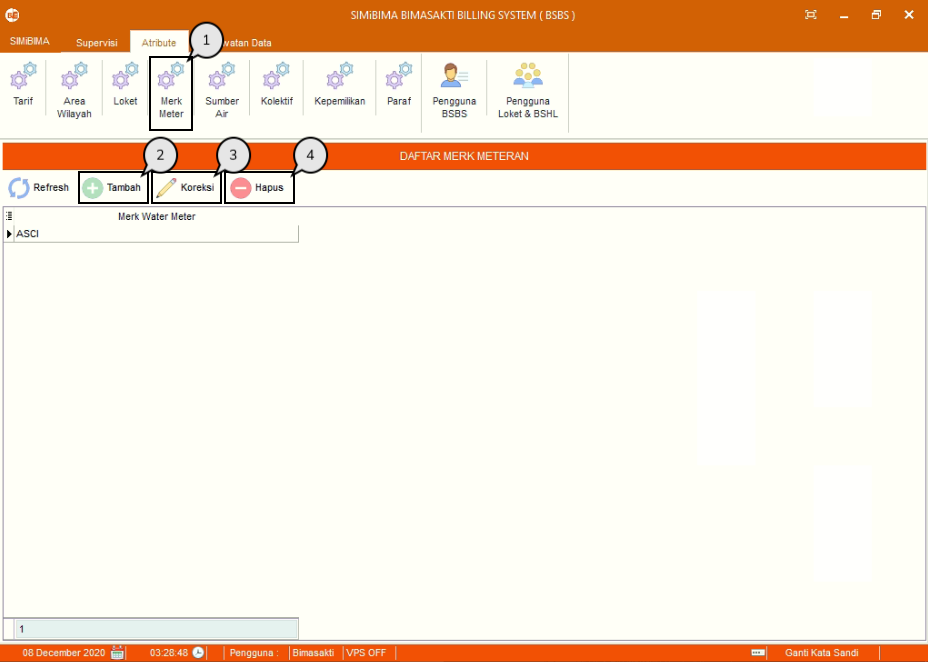 SIMiBIMA BIMASAKTI BILLING SYSTEM ( BSBS )
SIMiBIMA Supervisi Atribute 1 watan Data
Tarif
Area Wilayah
Loket
Merk Meter
Sumber Air
Kolektif
Kepemilikan
Paraf
Pengguna BSBS
Pengguna Loket & BSHL
2 3 4
DAFTAR MERK METERAN
Refresh Tambah Koreksi Hapus
Merk Water Meter
ASCI
1
08 December 2020 03:28:48 Pengguna : Bimasakti VPS OFF Ganti Kata Sandi